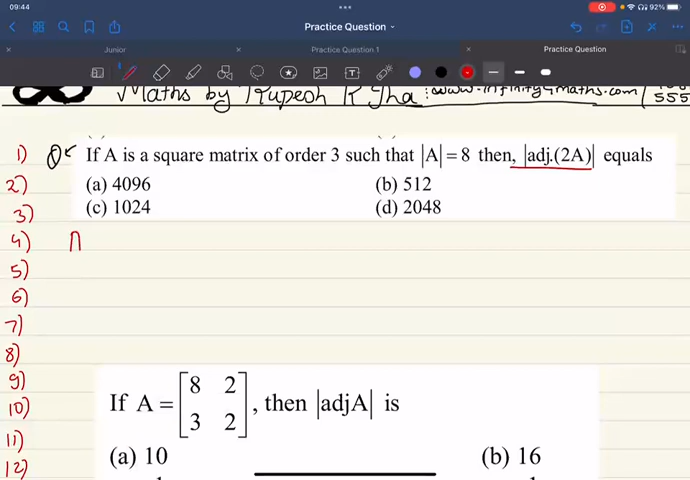 09:44
92%
Practice Question
Junior
Practice Question 1
Practice Question
Maths by Rupesh K Jha
www.infinity4maths.com
555
1) Q If A is a square matrix of order 3 such that |A| = 8 then, |adj.(2A)| equals
2) (a) 4096 (b) 512
3) (c) 1024 (d) 2048
4)
5)
6)
7)
8)
9)
10) If A = [8 2
3 2], then |adjA| is
11)
12) (a) 10 (b) 16